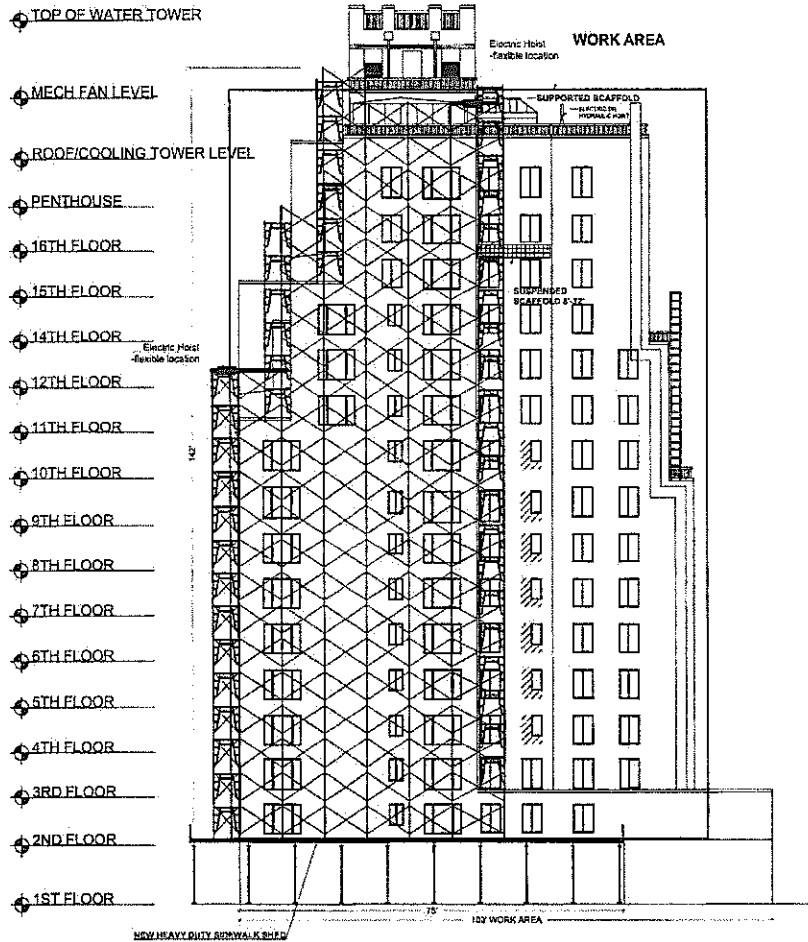 TOP OF WATER TOWER
Electric Hoist
-flexible location
WORK AREA
MECH FAN LEVEL
SUPPORTED SCAFFOLD
ROOF/COOLING TOWER LEVEL
PENTHOUSE
16TH FLOOR
15TH FLOOR
SUSPENDED
SCAFFOLD 8'-32'
14TH FLOOR
Electric Hoist
-flexible location
12TH FLOOR
11TH FLOOR
142'
10TH FLOOR
9TH FLOOR
8TH FLOOR
7TH FLOOR
6TH FLOOR
5TH FLOOR
4TH FLOOR
3RD FLOOR
2ND FLOOR
1ST FLOOR
75'
WORK AREA
NEW HEAVY DUTY SIDEWALK SHED